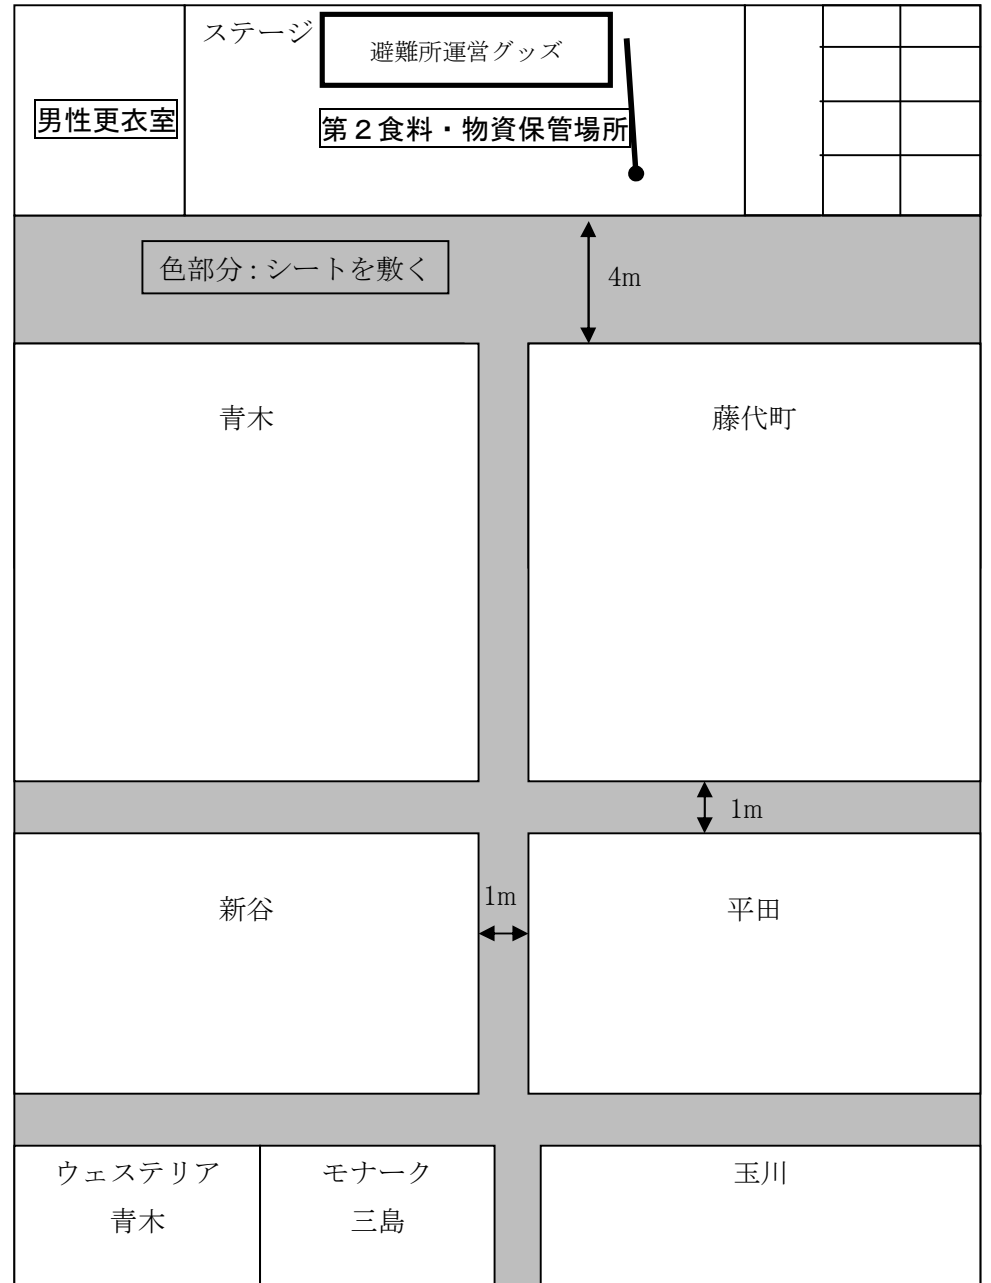 ステージ
避難所運営グッズ
男性更衣室
第２食料・物資保管場所
色部分：シートを敷く
4m
青木
藤代町
1m
新谷
1m
平田
ウェステリア
青木
モナーク
三島
玉川